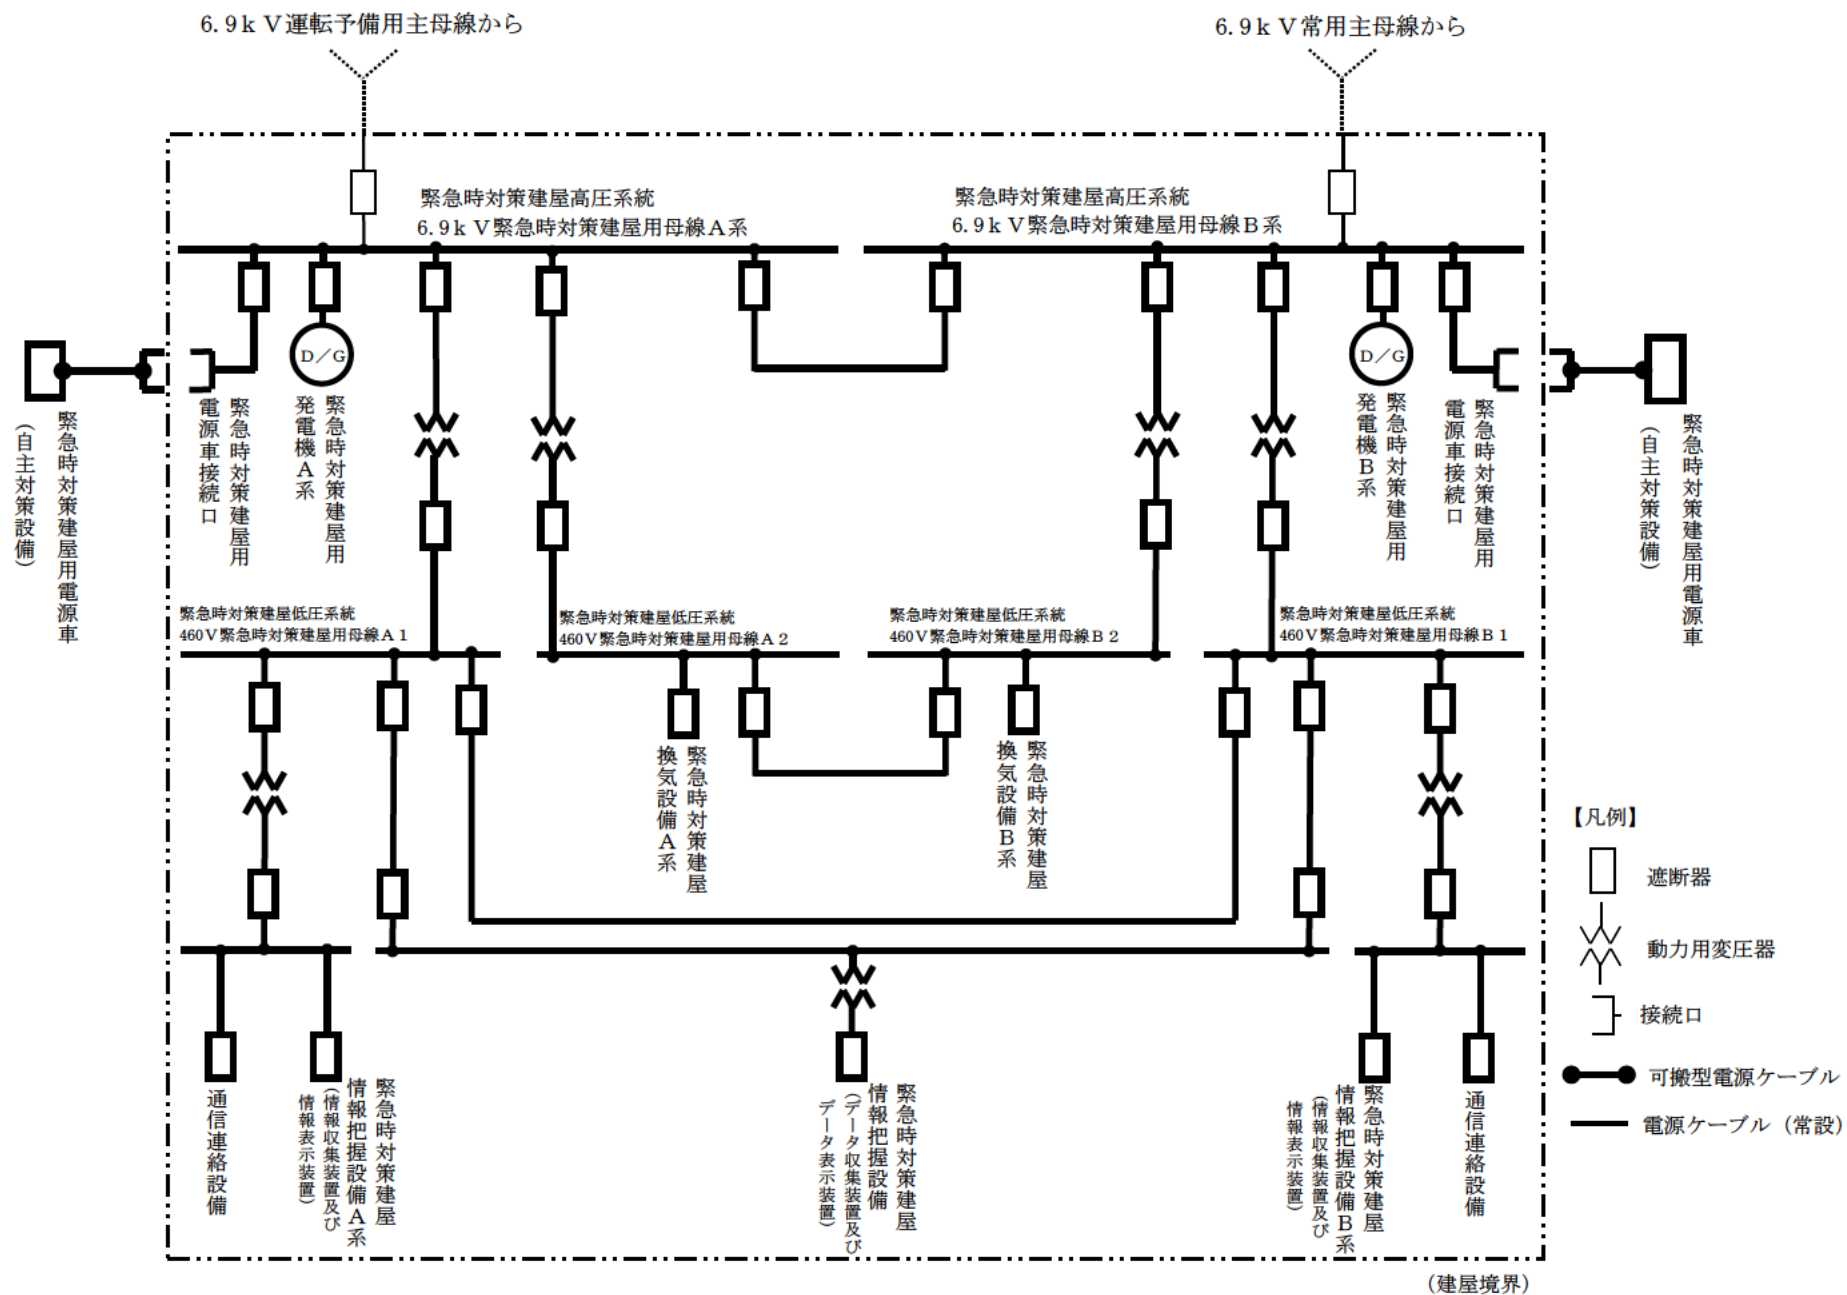 6.9kV運転予備用主母線から
6.9kV常用主母線から
緊急時対策建屋高圧系統
6.9kV緊急時対策建屋用母線A系
緊急時対策建屋高圧系統
6.9kV緊急時対策建屋用母線B系
D/G
D/G
緊急時対策建屋用電源車
(自主対策設備)
緊急時対策建屋用
電源車接続口
緊急時対策建屋用
発電機A系
緊急時対策建屋用
発電機B系
緊急時対策建屋用
電源車接続口
緊急時対策建屋用電源車
(自主対策設備)
緊急時対策建屋低圧系統
460V緊急時対策建屋用母線A1
緊急時対策建屋低圧系統
460V緊急時対策建屋用母線A2
緊急時対策建屋低圧系統
460V緊急時対策建屋用母線B2
緊急時対策建屋低圧系統
460V緊急時対策建屋用母線B1
緊急時対策建屋
換気設備A系
緊急時対策建屋
換気設備B系
【凡例】
遮断器
動力用変圧器
接続口
可搬型電源ケーブル
電源ケーブル(常設)
通信連絡設備
緊急時対策建屋
情報把握設備A系
(情報収集装置及び
情報表示装置)
緊急時対策建屋
情報把握設備
(データ収集装置及び
データ表示装置)
緊急時対策建屋
情報把握設備B系
(情報収集装置及び
情報表示装置)
通信連絡設備
(建屋境界)